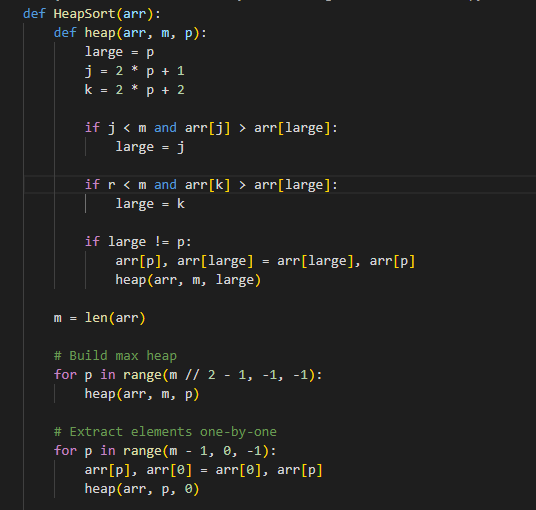 def HeapSort(arr):
    def heap(arr, m, p):
        large = p
        j = 2 * p + 1
        k = 2 * p + 2

        if j < m and arr[j] > arr[large]:
            large = j

        if r < m and arr[k] > arr[large]:
            large = k

        if large != p:
            arr[p], arr[large] = arr[large], arr[p]
            heap(arr, m, large)

    m = len(arr)

    # Build max heap
    for p in range(m // 2 - 1, -1, -1):
        heap(arr, m, p)

    # Extract elements one-by-one
    for p in range(m - 1, 0, -1):
        arr[p], arr[0] = arr[0], arr[p]
        heap(arr, p, 0)